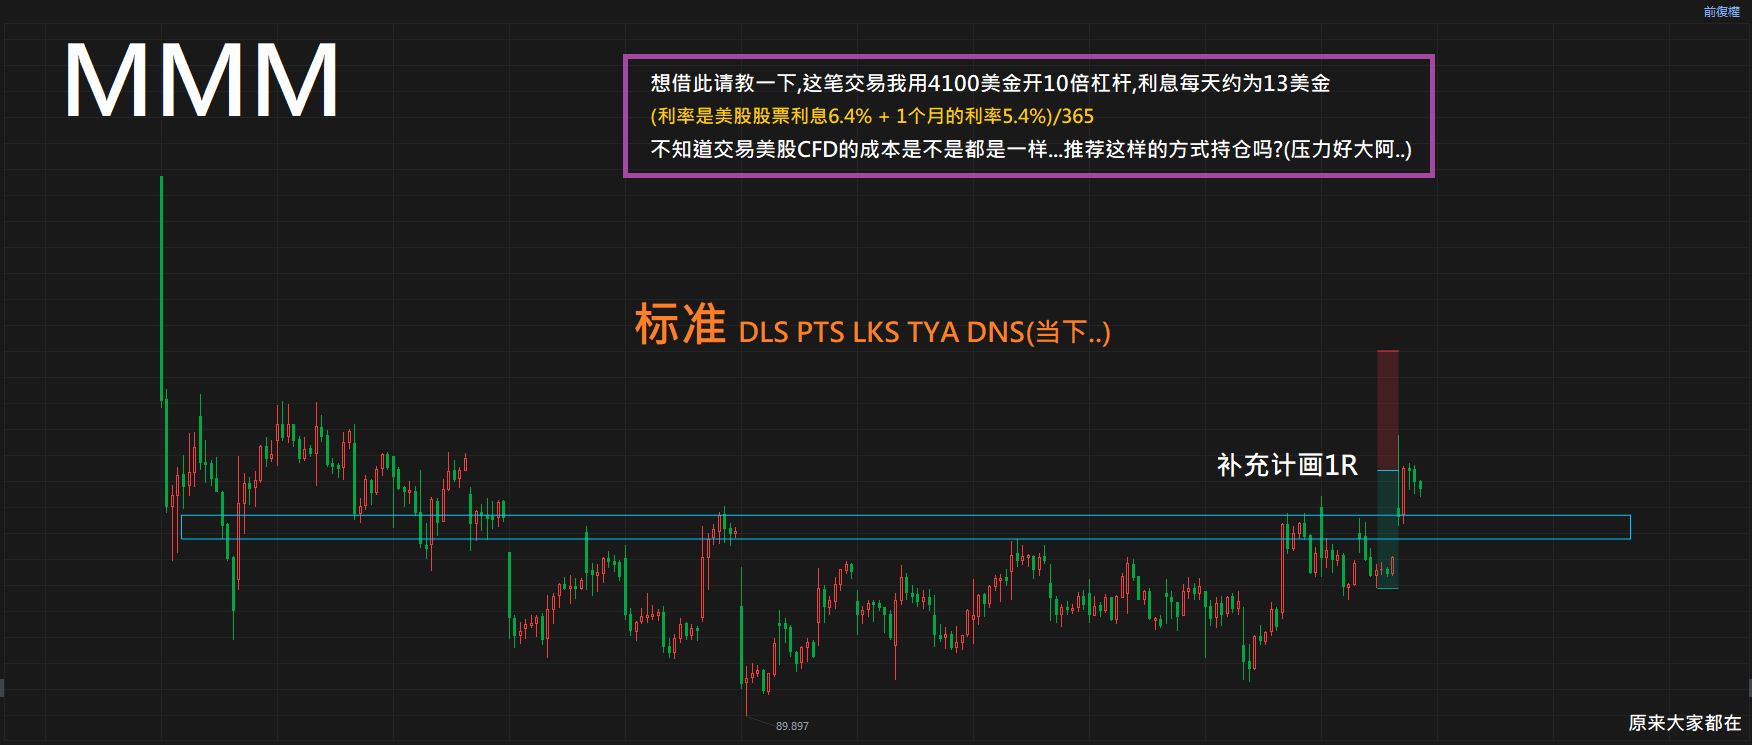 前復權
MMM
想借此请教一下,这笔交易我用4100美金开10倍杠杆,利息每天约为13美金
(利率是美股股票利息6.4% + 1个月的利率5.4%)/365
不知道交易美股CFD的成本是不是都是一样...推荐这样的方式持仓吗?(压力好大阿..)
标准 DLS PTS LKS TYA DNS(当下..)
补充计画1R
89.897
原来大家都在